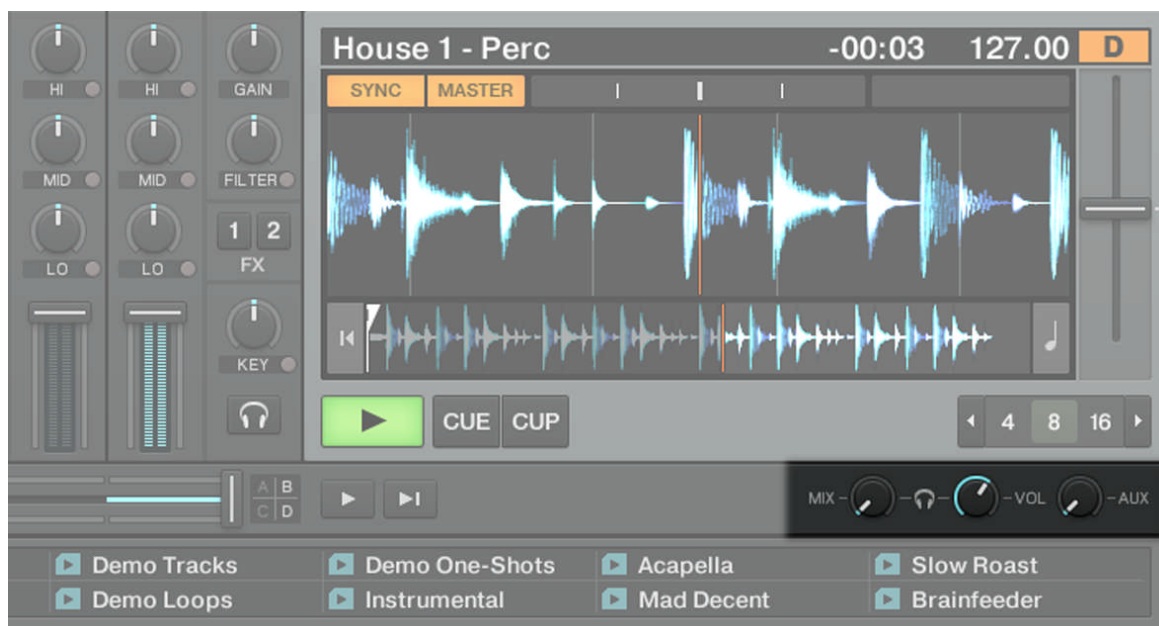 House 1 - Perc -00:03 127.00 D
HI HI GAIN
SYNC MASTER
MID MID FILTER
1 2
LO LO FX
KEY
CUE CUP 4 8 16
A B
C D
MIX VOL AUX
Demo Tracks Demo One-Shots Acapella Slow Roast
Demo Loops Instrumental Mad Decent Brainfeeder